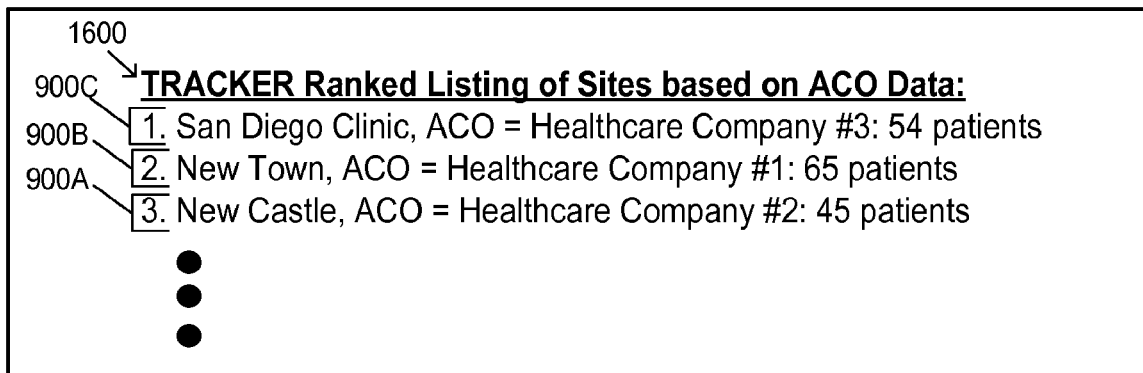 1600
TRACKER Ranked Listing of Sites based on ACO Data:
900C
1. San Diego Clinic, ACO = Healthcare Company #3: 54 patients
900B
2. New Town, ACO = Healthcare Company #1: 65 patients
900A
3. New Castle, ACO = Healthcare Company #2: 45 patients